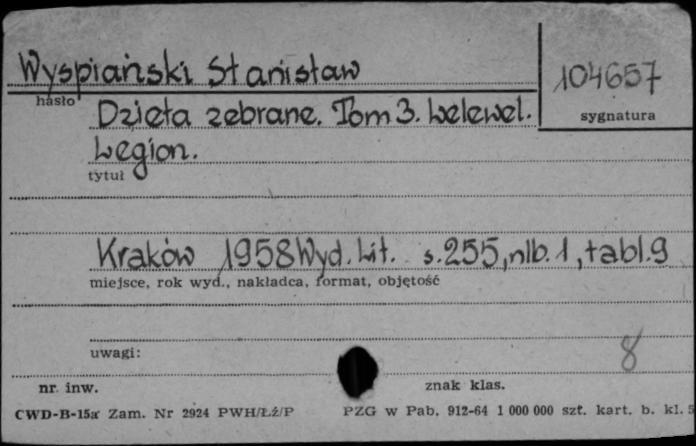 Wyspiański Stanisław
104657
hasło
sygnatura
Dzieła zebrane. Tom 3. Lelewel.
Legion.
tytuł
Kraków 1958 Wyd. Lit. s. 255, nlb. 1, tabl. 9
miejsce, rok wyd., nakładca, format, objętość
uwagi:
8
nr. inw.
znak klas.
CWD-B-15a Zam. Nr 2924 PWH/Łź/P PZG w Pab. 912-64 1 000 000 szt. kart. b. kl. 5